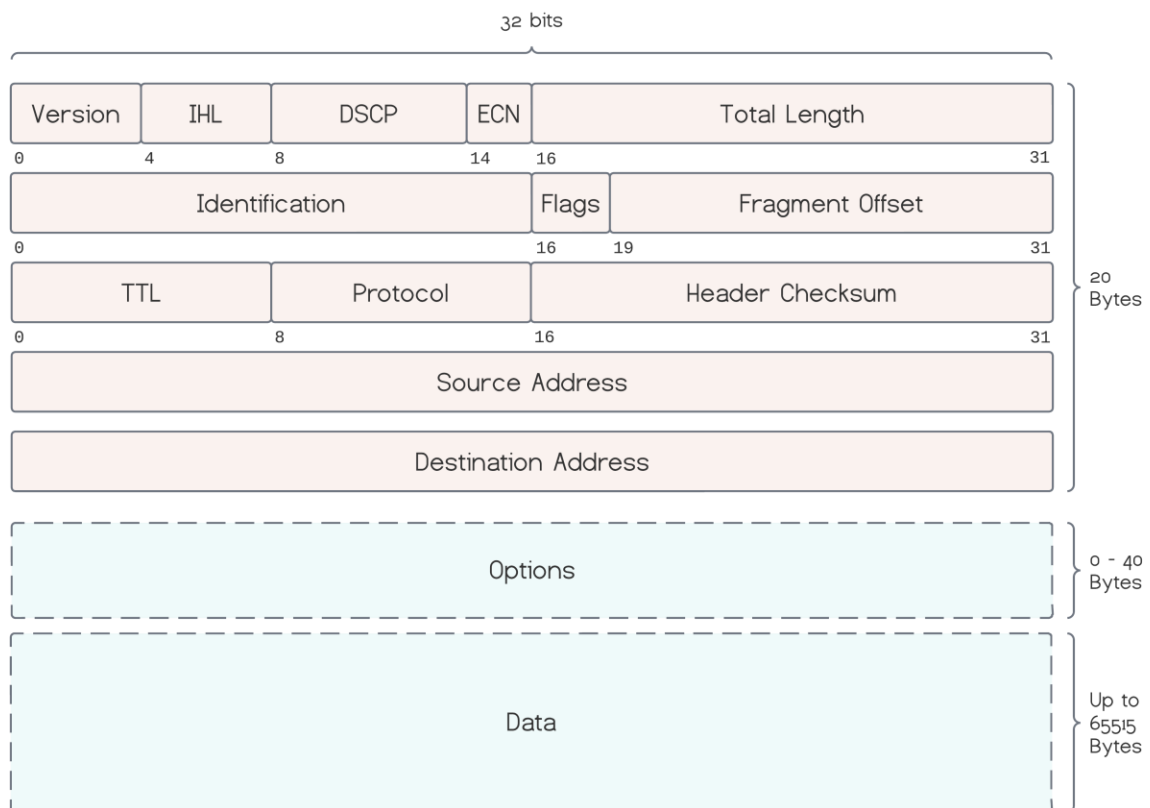 32 bits
Version IHL DSCP ECN Total Length
0 4 8 14 16 31
Identification Flags Fragment Offset
0 16 19 31
TTL Protocol Header Checksum
0 8 16 31
Source Address
Destination Address
20
Bytes
Options
0 - 40
Bytes
Data
Up to
65515
Bytes